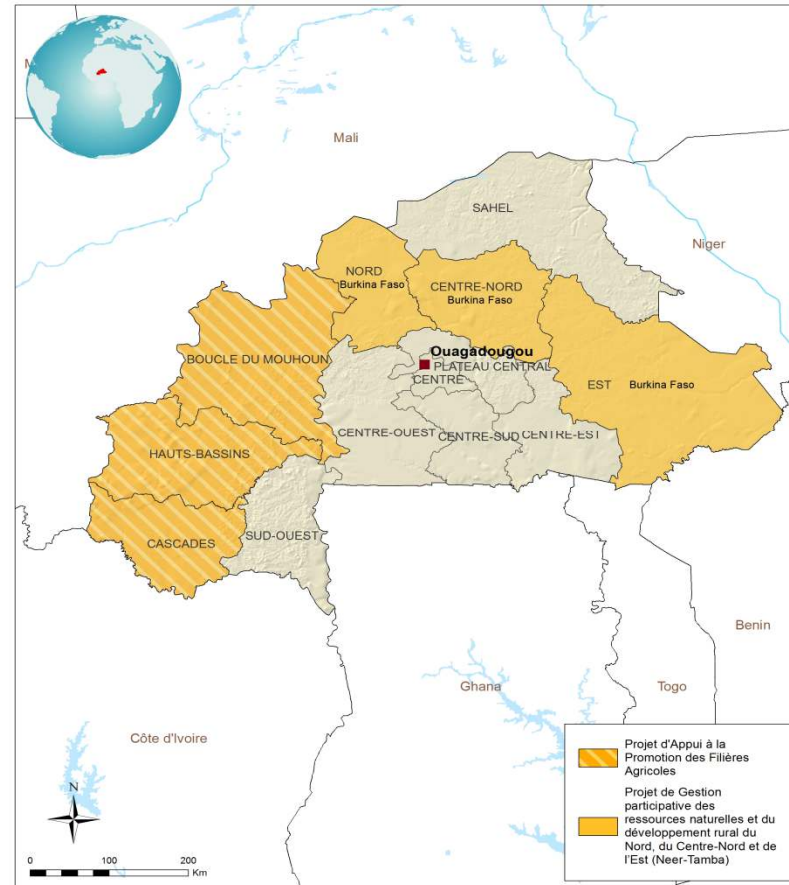 M
Mali
SAHEL
Niger
NORD
Burkina Faso
CENTRE-NORD
Burkina Faso
Ouagadougou
BOUCLE DU MOUHOUN
PLATEAU CENTRAL
CENTRE
EST Burkina Faso
CENTRE-OUEST
CENTRE-SUD
CENTRE-EST
HAUTS-BASSINS
SUD-OUEST
CASCADES
Benin
Ghana
Togo
Côte d'Ivoire
Projet d'Appui à la
Promotion des Filières
Agricoles
Projet de Gestion
participative des
ressources naturelles et du
développement rural du
Nord, du Centre-Nord et de
l'Est (Neer-Tamba)
N
0 100 200
Km